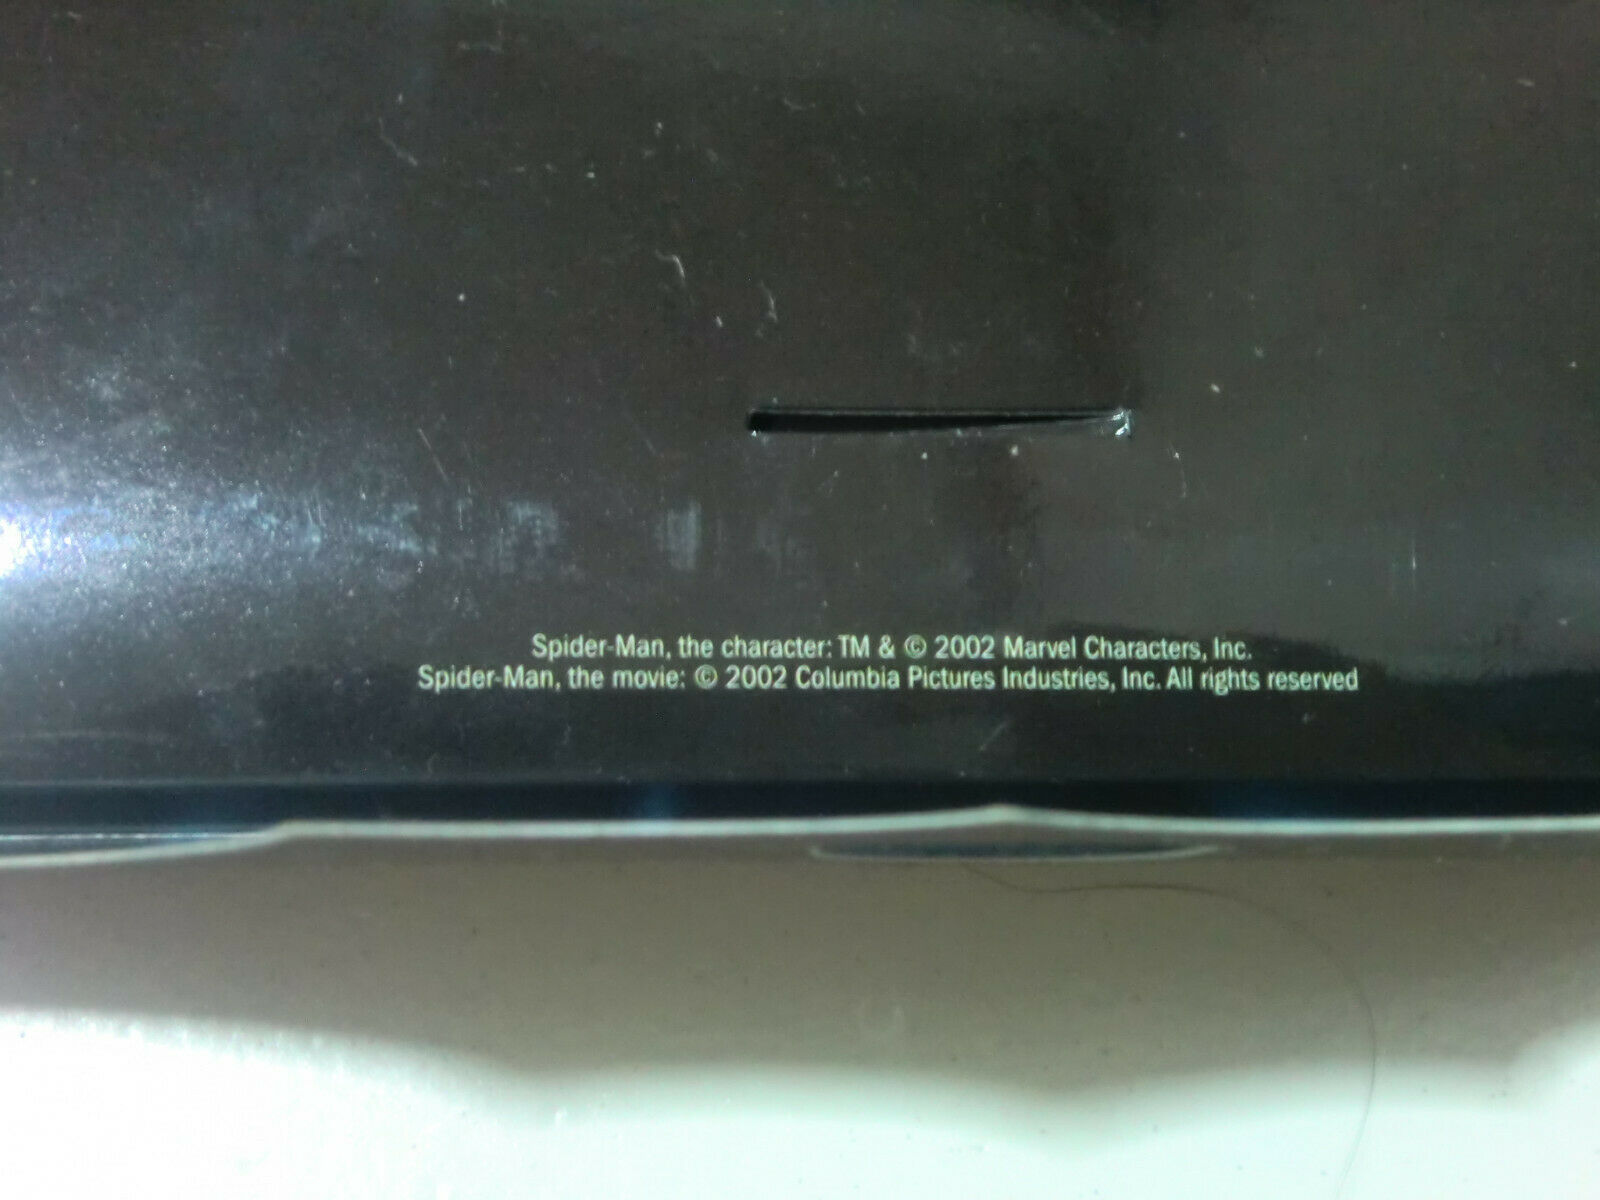 Spider-Man, the character: TM & © 2002 Marvel Characters, Inc.
Spider-Man, the movie: © 2002 Columbia Pictures Industries, Inc. All rights reserved